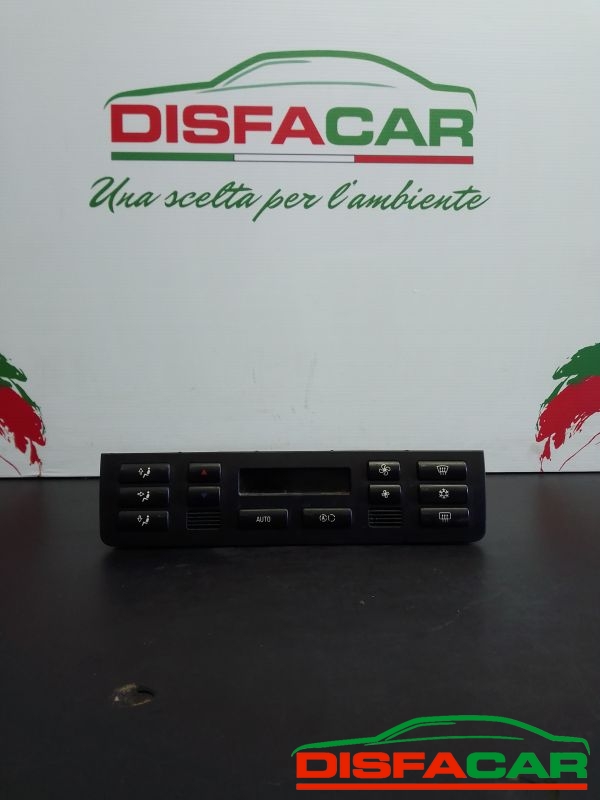 DISFACAR
Una scelta per l'ambiente
AUTO
DISFACAR